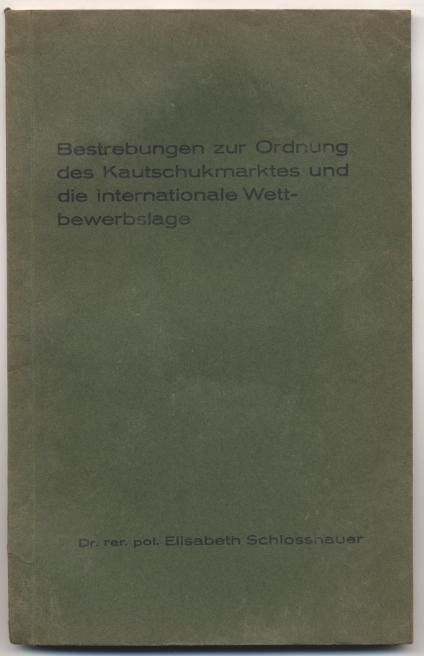 Bestrebungen zur Ordnung
des Kautschukmarktes und
die internationale Wett-
bewerbslage
Dr. rer. pol. Elisabeth Schlosshauer